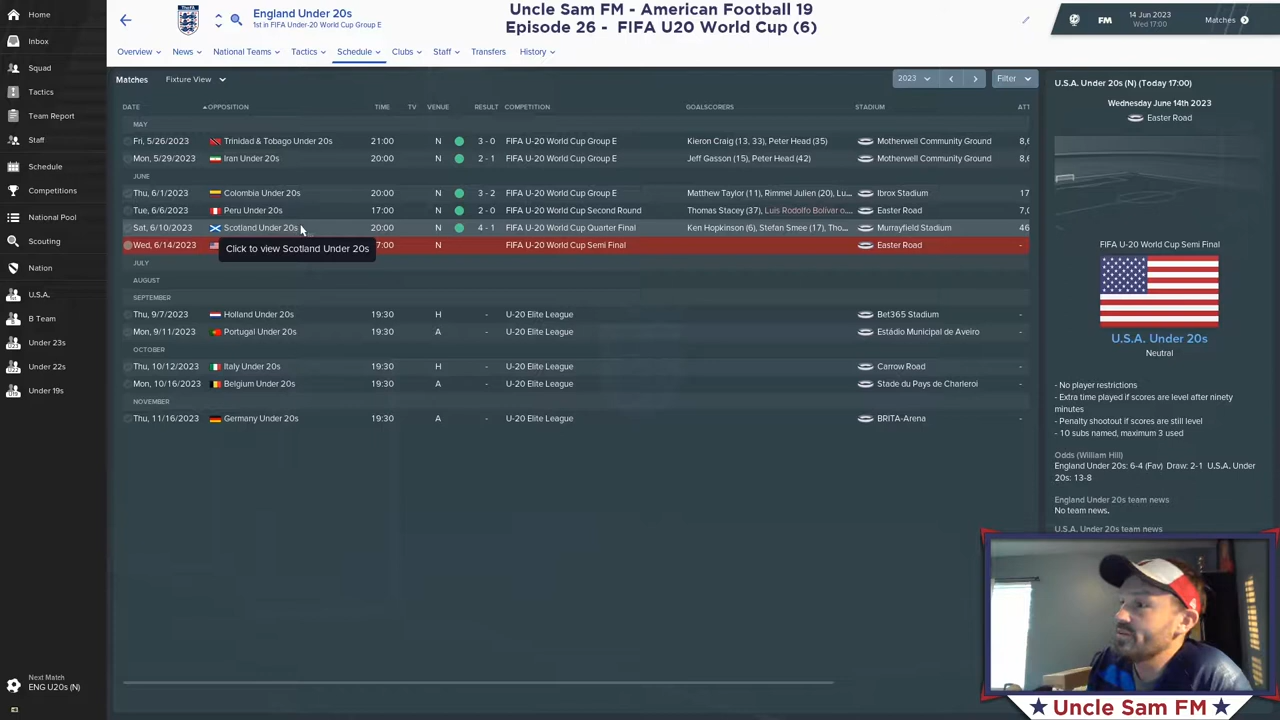 Uncle Sam FM - American Football 19
Episode 26 - FIFA U20 World Cup (6)
England Under 20s
1st in FIFA Under-20 World Cup Group E
FM
14 Jun 2023
Wed 17:00
Matches
Home
Inbox
Squad
Tactics
Team Report
Staff
Schedule
Competitions
National Pool
Scouting
Nation
U.S.A.
B Team
Under 23s
Under 22s
Under 19s
Next Match
ENG U20s (N)
Overview News National Teams Tactics Schedule Clubs Staff Transfers History
Matches Fixture View 2023 Filter
DATE OPPOSITION TIME TV VENUE RESULT COMPETITION GOALSCORERS STADIUM ATT
MAY
Fri, 5/26/2023 Trinidad & Tobago Under 20s 21:00 N 3 - 0 FIFA U-20 World Cup Group E Kieron Craig (13, 33), Peter Head (35) Motherwell Community Ground 8,6
Mon, 5/29/2023 Iran Under 20s 20:00 N 2 - 1 FIFA U-20 World Cup Group E Jeff Gasson (15), Peter Head (42) Motherwell Community Ground 8,6
JUNE
Thu, 6/1/2023 Colombia Under 20s 20:00 N 3 - 2 FIFA U-20 World Cup Group E Matthew Taylor (11), Rimmel Julien (20), Lu... Ibrox Stadium 17
Tue, 6/6/2023 Peru Under 20s 17:00 N 2 - 0 FIFA U-20 World Cup Second Round Thomas Stacey (37), Luis Rodolfo Bolívar o... Easter Road 7,0
Sat, 6/10/2023 Scotland Under 20s 20:00 N 4 - 1 FIFA U-20 World Cup Quarter Final Ken Hopkinson (6), Stefan Smee (17), Tho... Murrayfield Stadium 46
Wed, 6/14/2023 7:00 N FIFA U-20 World Cup Semi Final Easter Road -
Click to view Scotland Under 20s
JULY
AUGUST
SEPTEMBER
Thu, 9/7/2023 Holland Under 20s 19:30 H - U-20 Elite League Bet365 Stadium -
Mon, 9/11/2023 Portugal Under 20s 19:30 A - U-20 Elite League Estádio Municipal de Aveiro -
OCTOBER
Thu, 10/12/2023 Italy Under 20s 19:30 H - U-20 Elite League Carrow Road -
Mon, 10/16/2023 Belgium Under 20s 19:30 A - U-20 Elite League Stade du Pays de Charleroi -
NOVEMBER
Thu, 11/16/2023 Germany Under 20s 19:30 A - U-20 Elite League BRITA-Arena -
U.S.A. Under 20s (N) (Today 17:00)
Wednesday June 14th 2023
Easter Road
FIFA U-20 World Cup Semi Final
U.S.A. Under 20s
Neutral
- No player restrictions
- Extra time played if scores are level after ninety
minutes
- Penalty shootout if scores are still level
- 10 subs named, maximum 3 used
Odds (William Hill)
England Under 20s: 6-4 (Fav) Draw: 2-1 U.S.A. Under
20s: 13-8
England Under 20s team news
No team news.
U.S.A. Under 20s team news
★ Uncle Sam FM ★